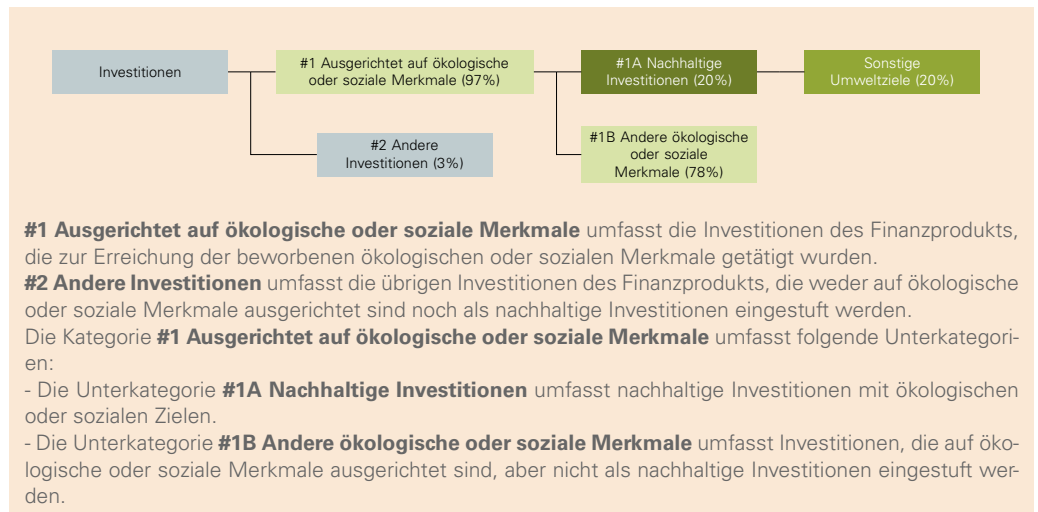 Investitionen
#1 Ausgerichtet auf ökologische
oder soziale Merkmale (97%)
#1A Nachhaltige
Investitionen (20%)
Sonstige
Umweltziele (20%)
#2 Andere
Investitionen (3%)
#1B Andere ökologische
oder soziale
Merkmale (78%)
#1 Ausgerichtet auf ökologische oder soziale Merkmale umfasst die Investitionen des Finanzprodukts,
die zur Erreichung der beworbenen ökologischen oder sozialen Merkmale getätigt wurden.
#2 Andere Investitionen umfasst die übrigen Investitionen des Finanzprodukts, die weder auf ökologische
oder soziale Merkmale ausgerichtet sind noch als nachhaltige Investitionen eingestuft werden.
Die Kategorie #1 Ausgerichtet auf ökologische oder soziale Merkmale umfasst folgende Unterkategori-
en:
- Die Unterkategorie #1A Nachhaltige Investitionen umfasst nachhaltige Investitionen mit ökologischen
oder sozialen Zielen.
- Die Unterkategorie #1B Andere ökologische oder soziale Merkmale umfasst Investitionen, die auf öko-
logische oder soziale Merkmale ausgerichtet sind, aber nicht als nachhaltige Investitionen eingestuft wer-
den.